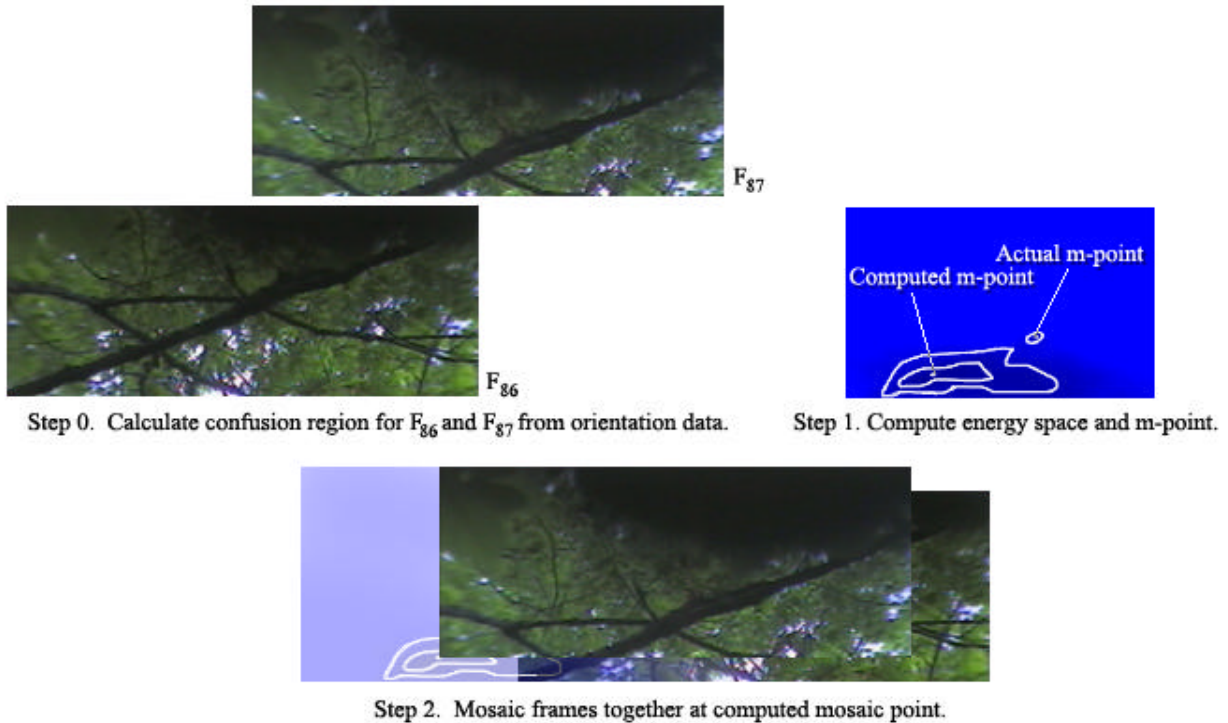 F87
F86
Actual m-point
Computed m-point
Step 0. Calculate confusion region for F86 and F87 from orientation data.
Step 1. Compute energy space and m-point.
Step 2. Mosaic frames together at computed mosaic point.